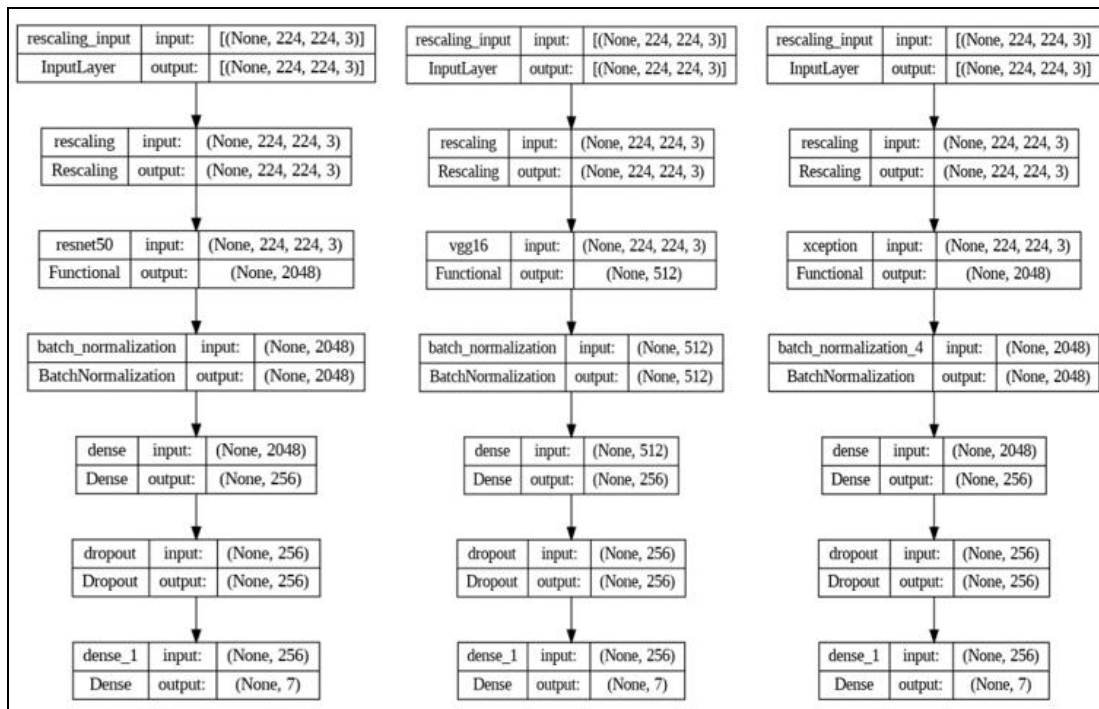 rescaling_input input: [(None, 224, 224, 3)]
InputLayer output: [(None, 224, 224, 3)]
rescaling input: (None, 224, 224, 3)
Rescaling output: (None, 224, 224, 3)
resnet50 input: (None, 224, 224, 3)
Functional output: (None, 2048)
batch_normalization input: (None, 2048)
BatchNormalization output: (None, 2048)
dense input: (None, 2048)
Dense output: (None, 256)
dropout input: (None, 256)
Dropout output: (None, 256)
dense_1 input: (None, 256)
Dense output: (None, 7)
rescaling_input input: [(None, 224, 224, 3)]
InputLayer output: [(None, 224, 224, 3)]
rescaling input: (None, 224, 224, 3)
Rescaling output: (None, 224, 224, 3)
vgg16 input: (None, 224, 224, 3)
Functional output: (None, 512)
batch_normalization input: (None, 512)
BatchNormalization output: (None, 512)
dense input: (None, 512)
Dense output: (None, 256)
dropout input: (None, 256)
Dropout output: (None, 256)
dense_1 input: (None, 256)
Dense output: (None, 7)
rescaling_input input: [(None, 224, 224, 3)]
InputLayer output: [(None, 224, 224, 3)]
rescaling input: (None, 224, 224, 3)
Rescaling output: (None, 224, 224, 3)
xception input: (None, 224, 224, 3)
Functional output: (None, 2048)
batch_normalization_4 input: (None, 2048)
BatchNormalization output: (None, 2048)
dense input: (None, 2048)
Dense output: (None, 256)
dropout input: (None, 256)
Dropout output: (None, 256)
dense_1 input: (None, 256)
Dense output: (None, 7)